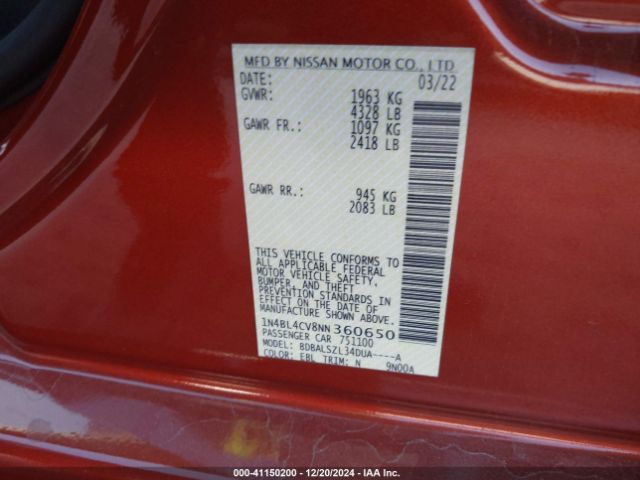 MFD BY NISSAN MOTOR CO., LTD
DATE: 03/22
GVWR: 1963 KG
4328 LB
GAWR FR.: 1097 KG
2418 LB
GAWR RR.: 945 KG
2083 LB
THIS VEHICLE CONFORMS TO
ALL APPLICABLE FEDERAL
MOTOR VEHICLE SAFETY,
BUMPER, AND THEFT
PREVENTION STANDARDS IN
EFFECT ON THE DATE OF
MANUFACTURE SHOWN ABOVE.
1N4BL4CV8NN360650
PASSENGER CAR 751100
MODEL: BDBALSZL34DUA----A
COLOR: EBL TRIM: N 9N00A
000-41150200 - 12/20/2024 - IAA Inc.